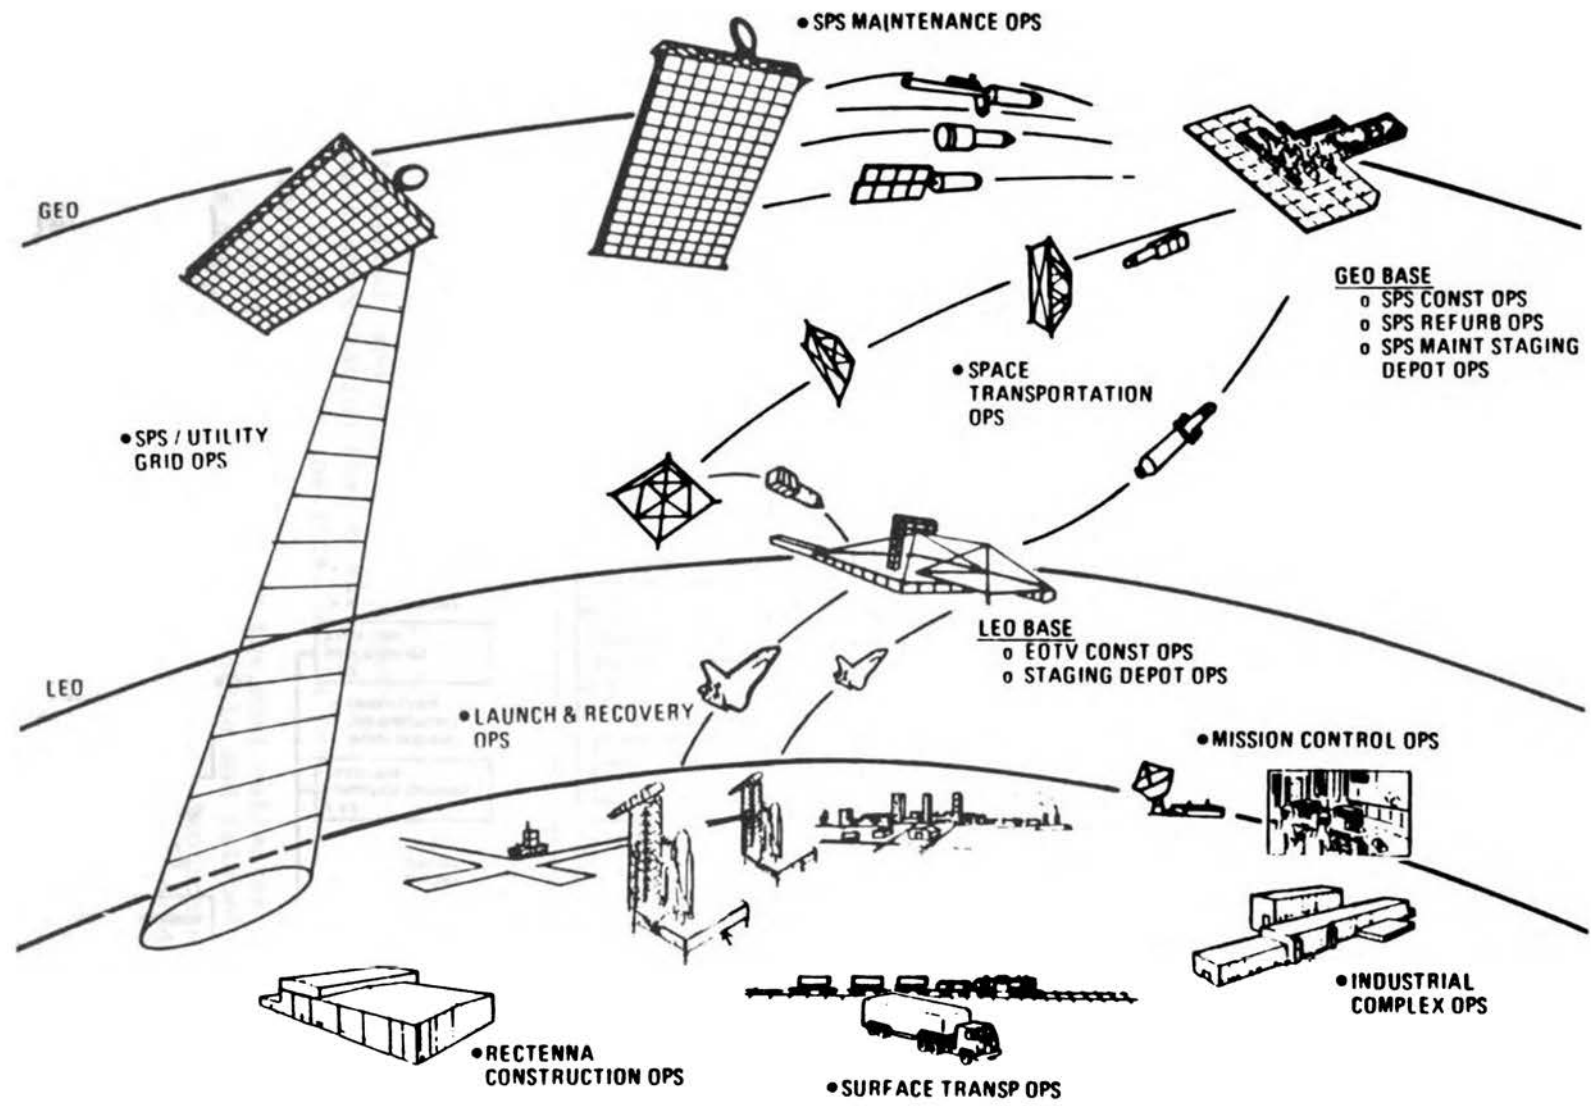 ● SPS MAINTENANCE OPS
GEO
GEO BASE
o SPS CONST OPS
o SPS REFURB OPS
o SPS MAINT STAGING
DEPOT OPS
● SPACE
TRANSPORTATION
OPS
● SPS / UTILITY
GRID OPS
LEO BASE
o EOTV CONST OPS
o STAGING DEPOT OPS
LEO
● LAUNCH & RECOVERY
OPS
● MISSION CONTROL OPS
● INDUSTRIAL
COMPLEX OPS
● RECTENNA
CONSTRUCTION OPS
● SURFACE TRANSP OPS